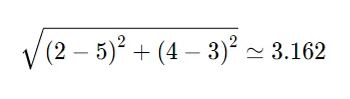 √(2 − 5)² + (4 − 3)² ≃ 3.162